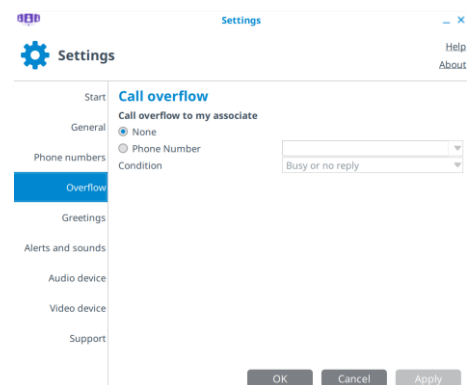 Settings
Settings
Help
About
Start
General
Phone numbers
Overflow
Greetings
Alerts and sounds
Audio device
Video device
Support
Call overflow
Call overflow to my associate
None
Phone Number
Condition
Busy or no reply
OK
Cancel
Apply